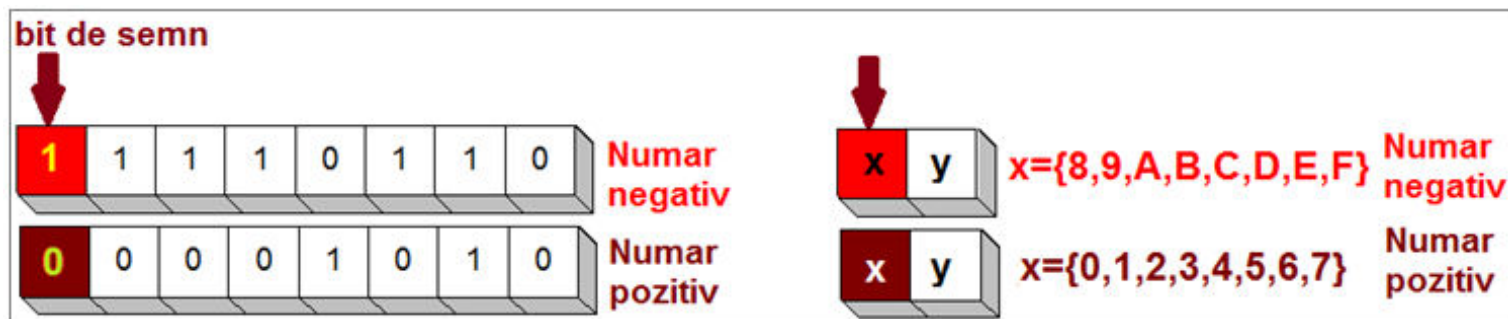 bit de semn
1 1 1 1 0 1 1 0 Numar negativ
x y x={8,9,A,B,C,D,E,F} Numar negativ
0 0 0 0 1 0 1 0 Numar pozitiv
x y x={0,1,2,3,4,5,6,7} Numar pozitiv